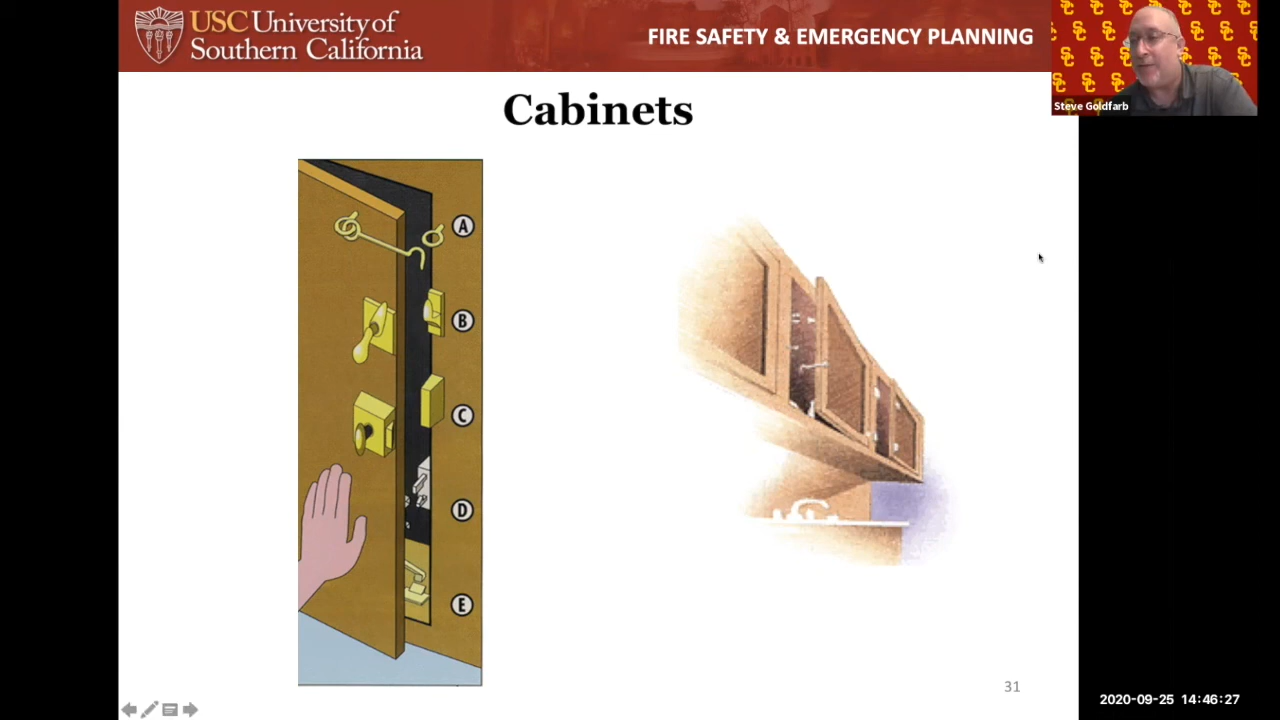 USC University of
Southern California
FIRE SAFETY & EMERGENCY PLANNING
Steve Goldfarb
Cabinets
A
B
C
D
E
31
2020-09-25 14:46:27